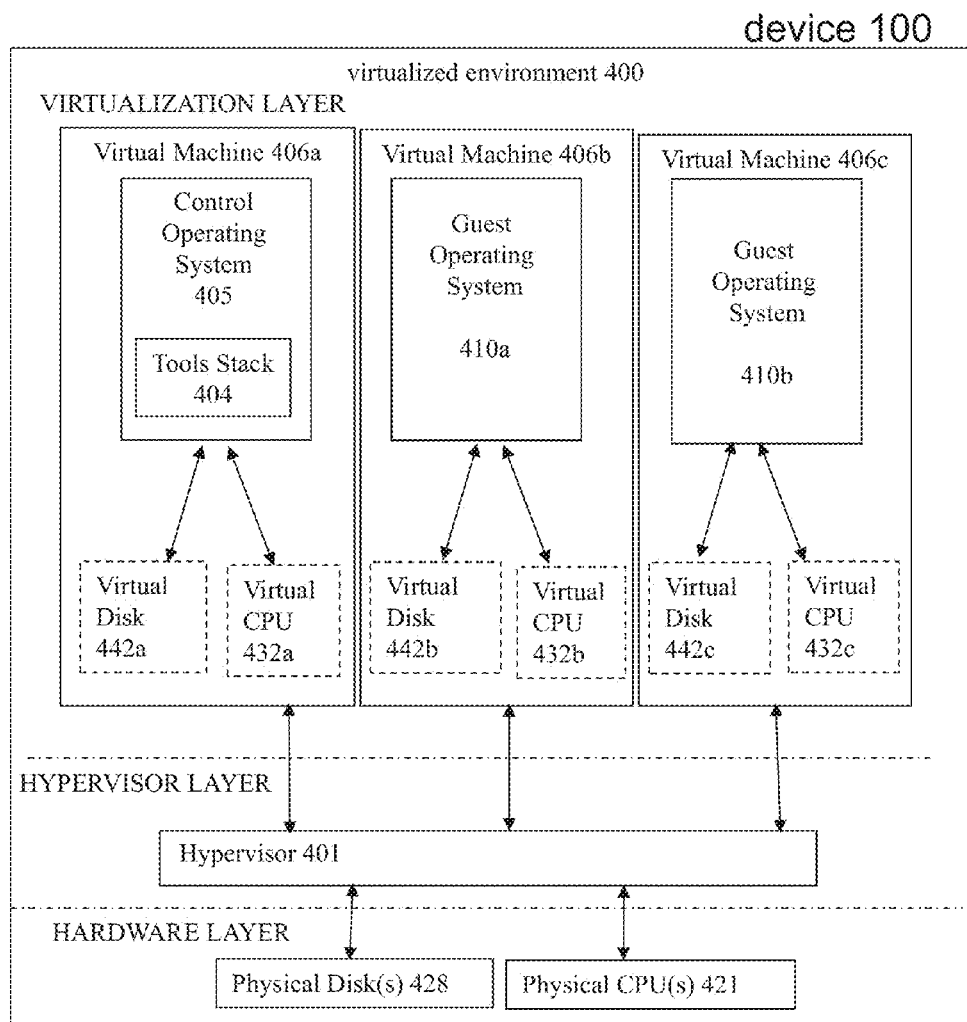 device 100
virtualized environment 400
VIRTUALIZATION LAYER
Virtual Machine 406a
Control
Operating
System
405
Tools Stack
404
Virtual
Disk
442a
Virtual
CPU
432a
Virtual Machine 406b
Guest
Operating
System
410a
Virtual
Disk
442b
Virtual
CPU
432b
Virtual Machine 406c
Guest
Operating
System
410b
Virtual
Disk
442c
Virtual
CPU
432c
HYPERVISOR LAYER
Hypervisor 401
HARDWARE LAYER
Physical Disk(s) 428
Physical CPU(s) 421